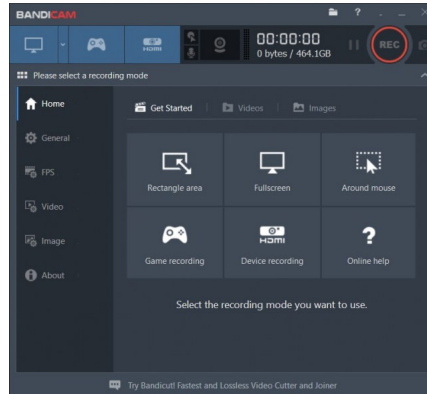 BANDICAM
?
HDMI
00:00:00
0 bytes / 464.1GB
REC
Please select a recording mode
Home
Get Started
Videos
Images
General
FPS
Video
Image
About
Rectangle area
Fullscreen
Around mouse
HDMI
?
Game recording
Device recording
Online help
Select the recording mode you want to use.
Try Bandicut! Fastest and Lossless Video Cutter and Joiner